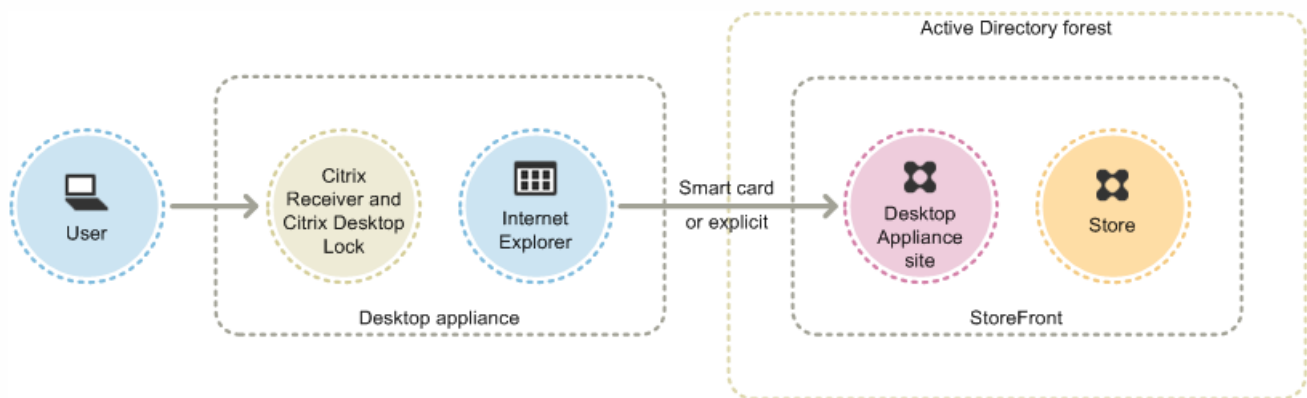 Active Directory forest
User
Citrix
Receiver and
Citrix Desktop
Lock
Internet
Explorer
Desktop appliance
Smart card
or explicit
Desktop
Appliance
site
Store
StoreFront